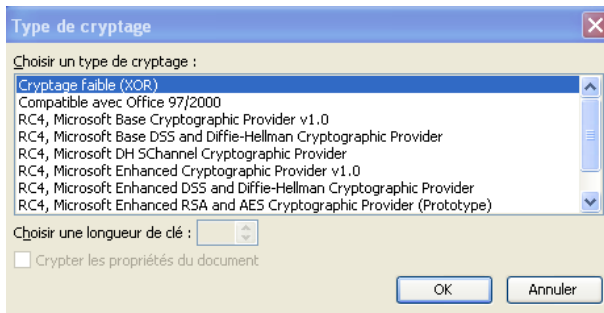 Type de cryptage
Choisir un type de cryptage :
Cryptage faible (XOR)
Compatible avec Office 97/2000
RC4, Microsoft Base Cryptographic Provider v1.0
RC4, Microsoft Base DSS and Diffie-Hellman Cryptographic Provider
RC4, Microsoft DH SChannel Cryptographic Provider
RC4, Microsoft Enhanced Cryptographic Provider v1.0
RC4, Microsoft Enhanced DSS and Diffie-Hellman Cryptographic Provider
RC4, Microsoft Enhanced RSA and AES Cryptographic Provider (Prototype)
Choisir une longueur de clé :
Crypter les propriétés du document
OK Annuler